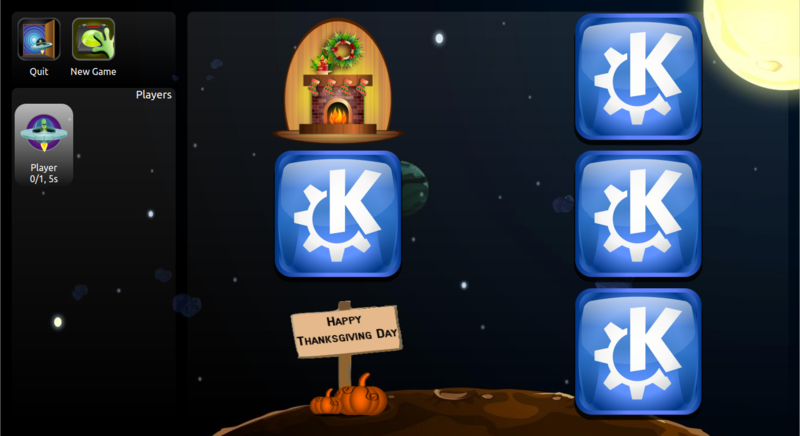 Quit
New Game
Players
Player
0/1, 5s
K
K
HAPPY
THANKSGIVING DAY
K
K